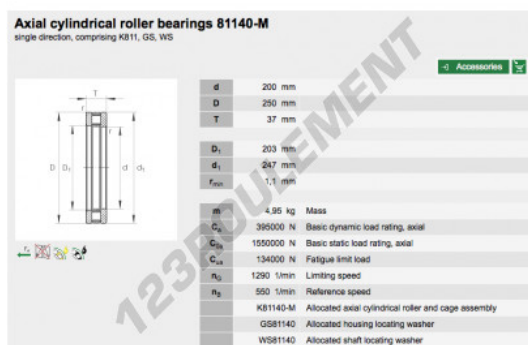 Axial cylindrical roller bearings 81140-M
single direction, comprising K811, GS, WS
Accessories
d 200 mm
D 250 mm
T 37 mm
D₁ 203 mm
d₁ 247 mm
rmin 1,1 mm
m 4,95 kg Mass
Ca 395000 N Basic dynamic load rating, axial
C0a 1550000 N Basic static load rating, axial
Cua 134000 N Fatigue limit load
nG 1290 1/min Limiting speed
nB 550 1/min Reference speed
K81140-M Allocated axial cylindrical roller and cage assembly
GS81140 Allocated housing locating washer
WS81140 Allocated shaft locating washer
T
r
r
D D₁ d d₁
123ROULEMENT